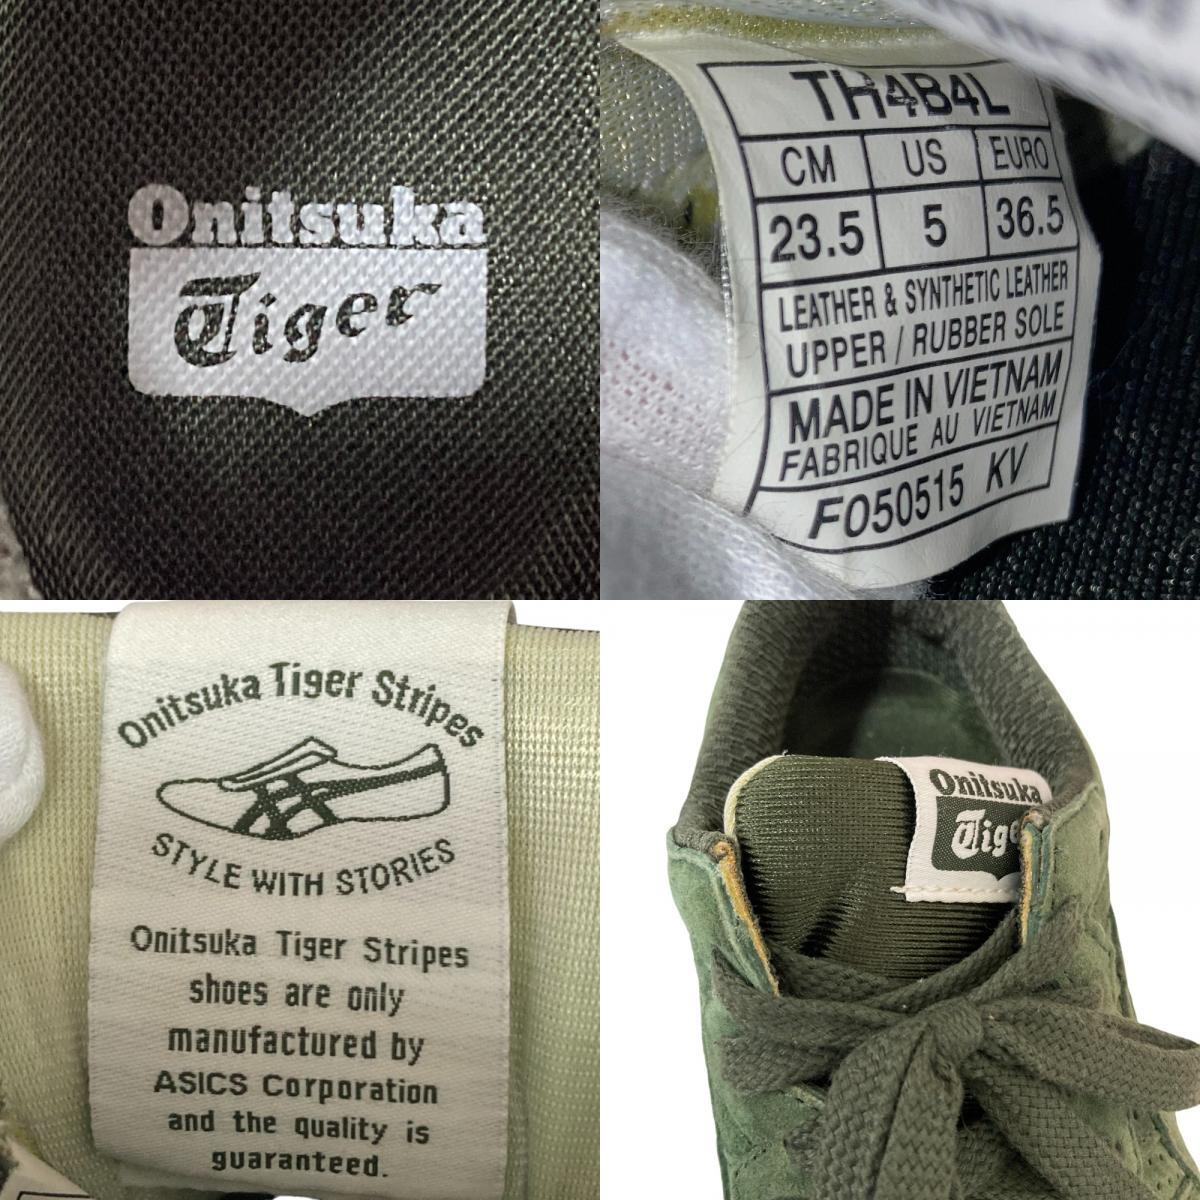 Onitsuka
Tiger
TH4B4L
CM US EURO
23.5 5 36.5
LEATHER & SYNTHETIC LEATHER
UPPER / RUBBER SOLE
MADE IN VIETNAM
FABRIQUE AU VIETNAM
FO50515 KV
Onitsuka Tiger Stripes
STYLE WITH STORIES
Onitsuka Tiger Stripes
shoes are only
manufactured by
ASICS Corporation
and the quality is
guaranteed.
Onitsuka
Tige